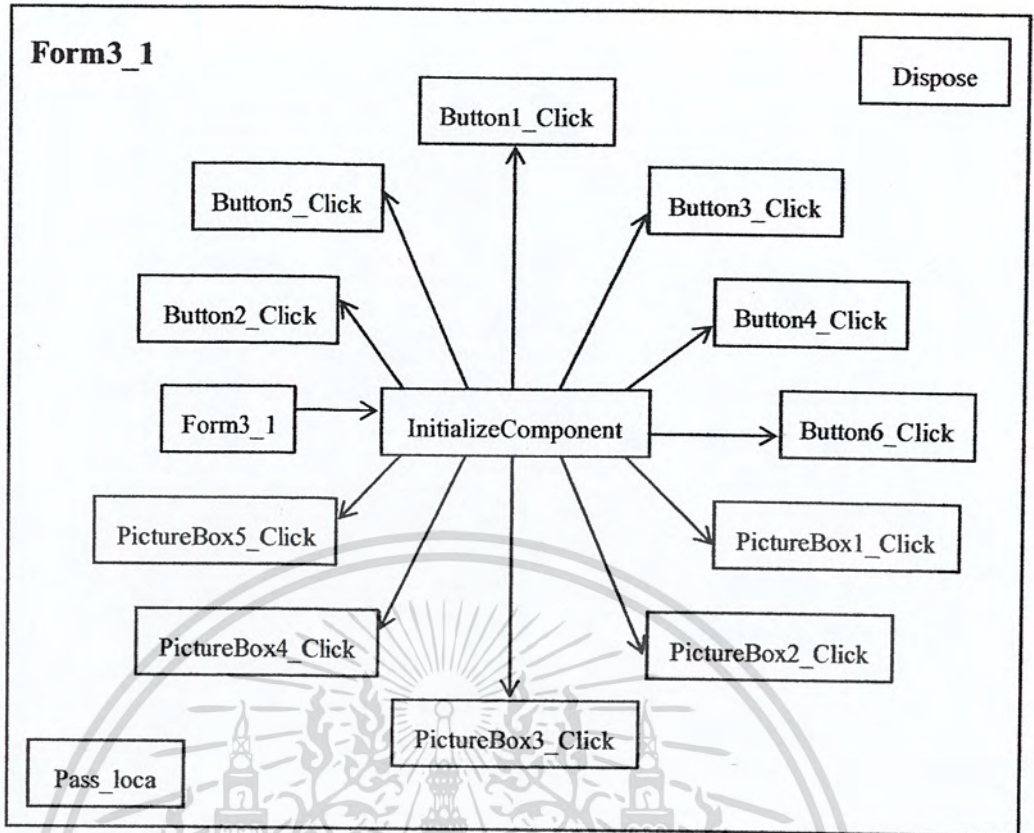 Form3_1
Dispose
Button1_Click
Button5_Click
Button3_Click
Button2_Click
Button4_Click
Form3_1
InitializeComponent
Button6_Click
PictureBox5_Click
PictureBox1_Click
PictureBox4_Click
PictureBox2_Click
PictureBox3_Click
Pass_loca